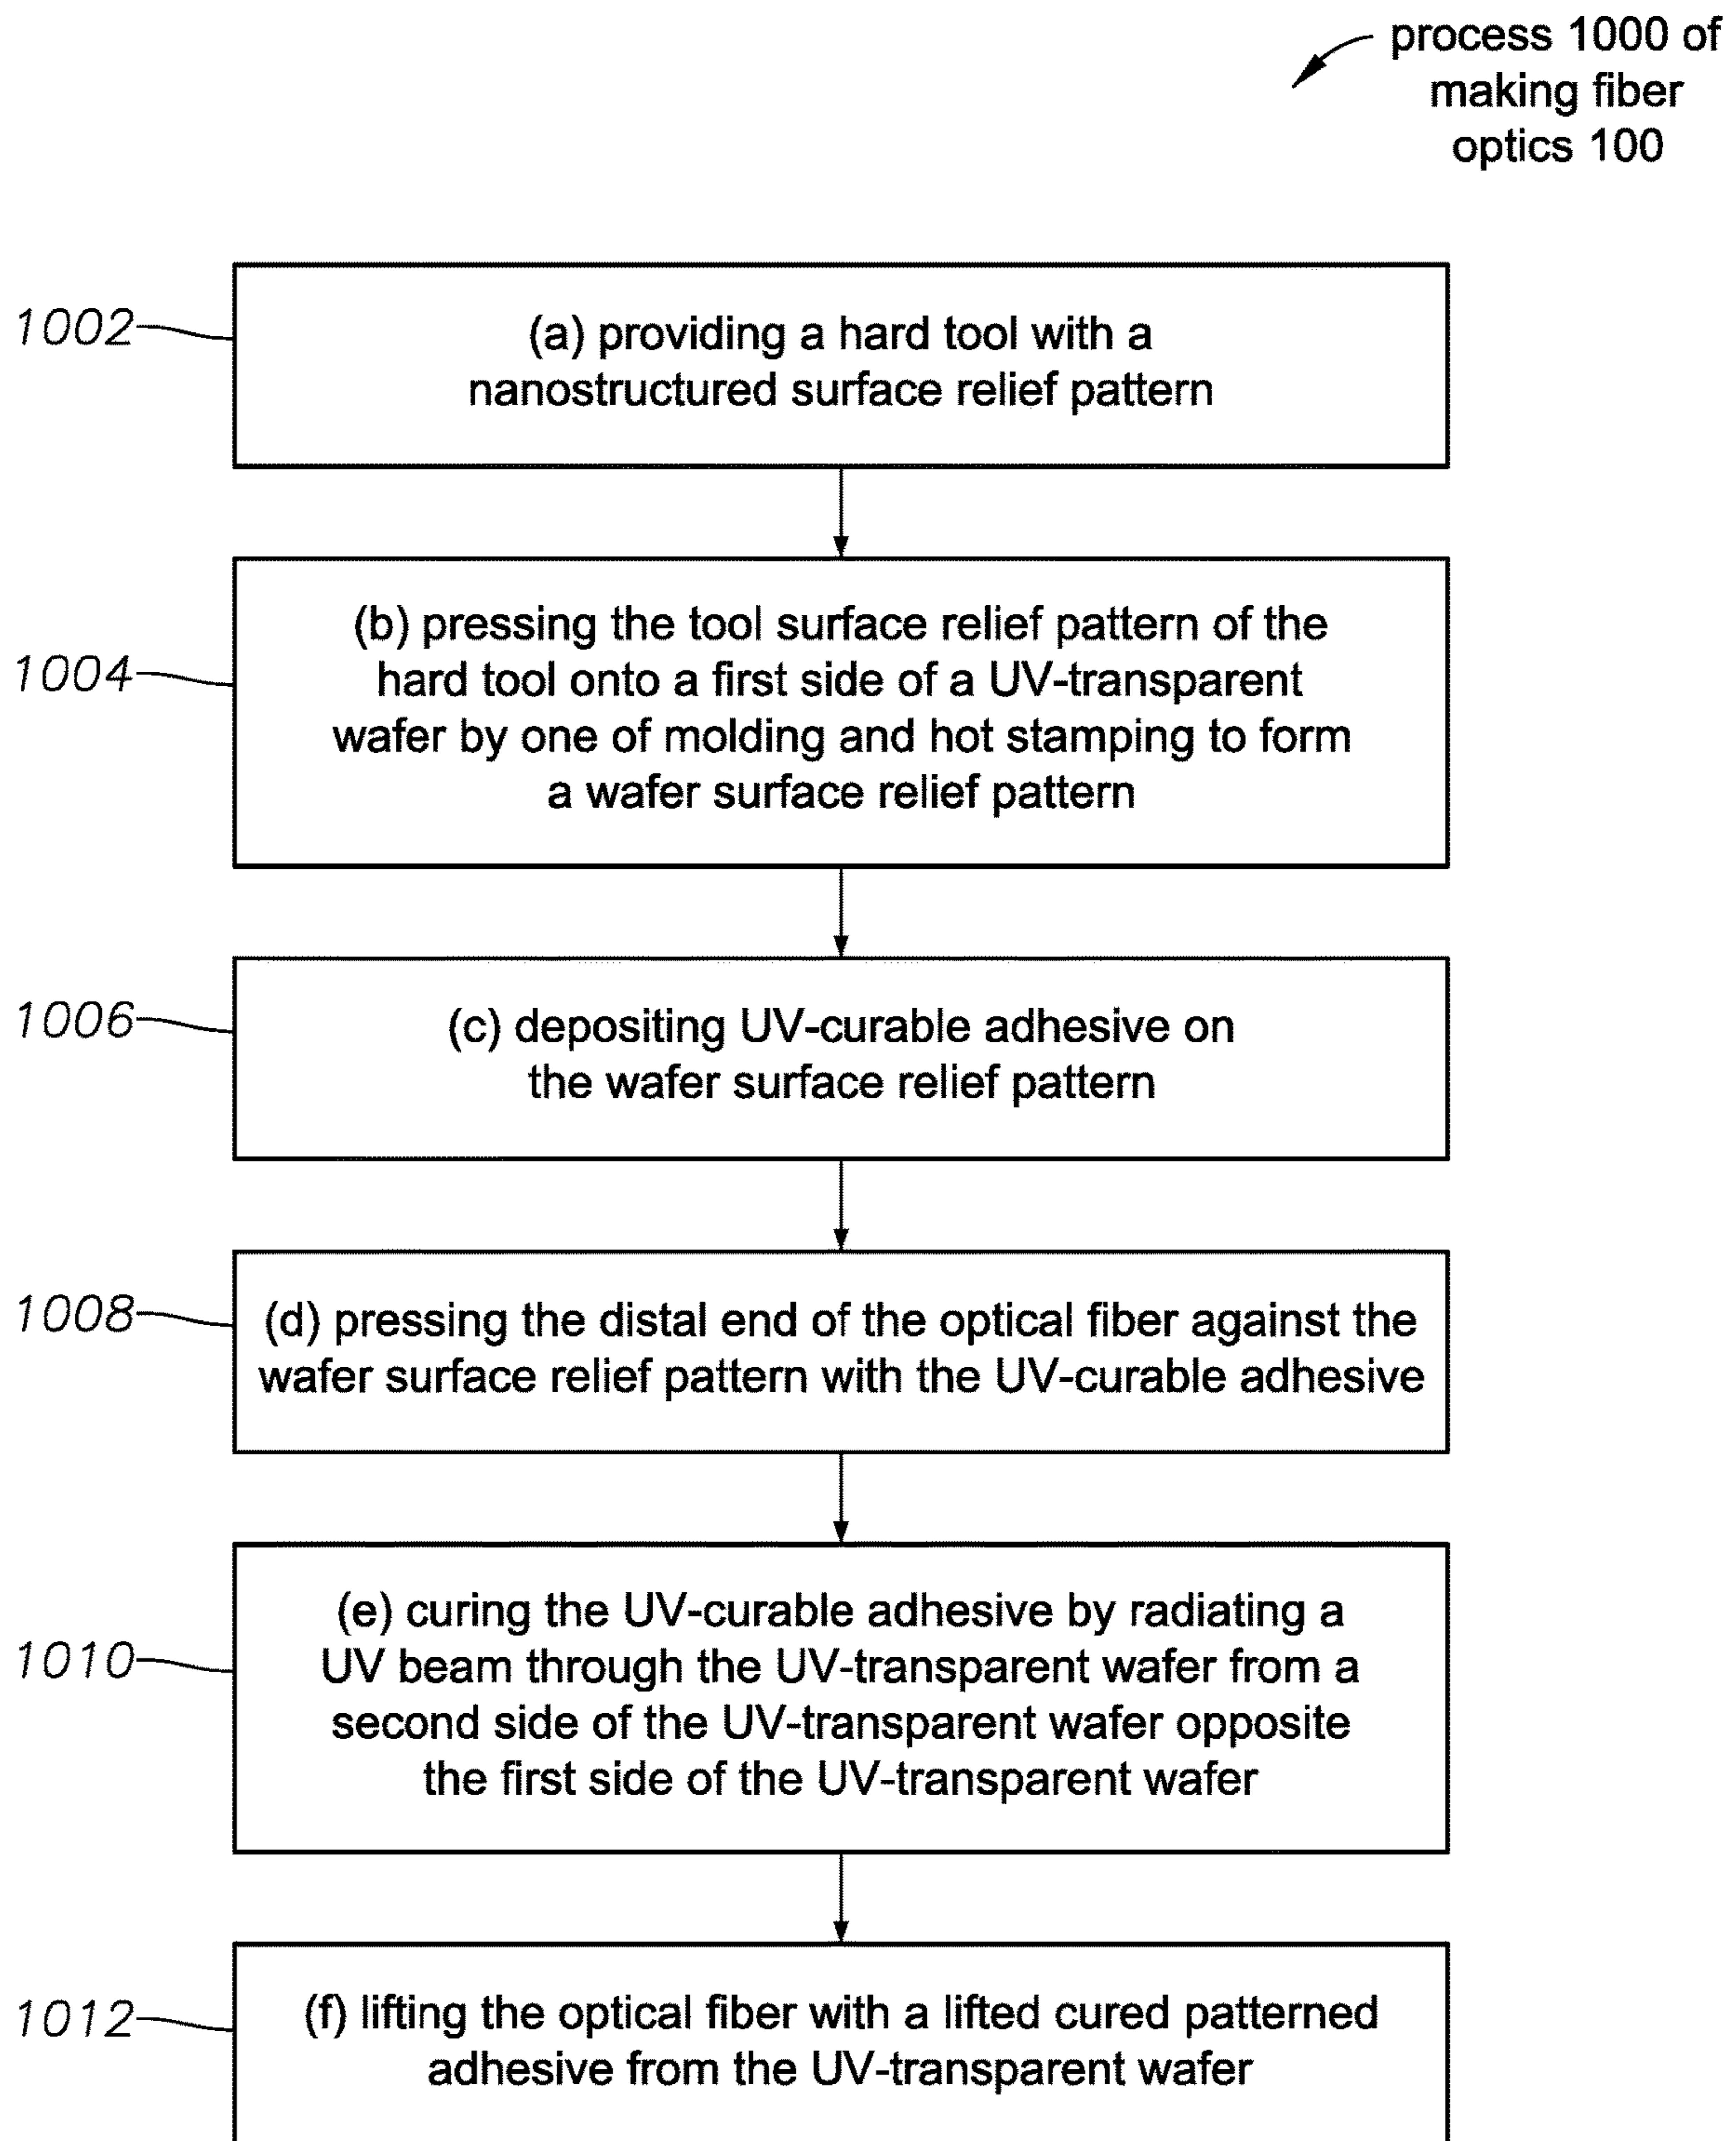 process 1000 of
making fiber
optics 100
1002
(a) providing a hard tool with a
nanostructured surface relief pattern
1004
(b) pressing the tool surface relief pattern of the
hard tool onto a first side of a UV-transparent
wafer by one of molding and hot stamping to form
a wafer surface relief pattern
1006
(c) depositing UV-curable adhesive on
the wafer surface relief pattern
1008
(d) pressing the distal end of the optical fiber against the
wafer surface relief pattern with the UV-curable adhesive
1010
(e) curing the UV-curable adhesive by radiating a
UV beam through the UV-transparent wafer from a
second side of the UV-transparent wafer opposite
the first side of the UV-transparent wafer
1012
(f) lifting the optical fiber with a lifted cured patterned
adhesive from the UV-transparent wafer